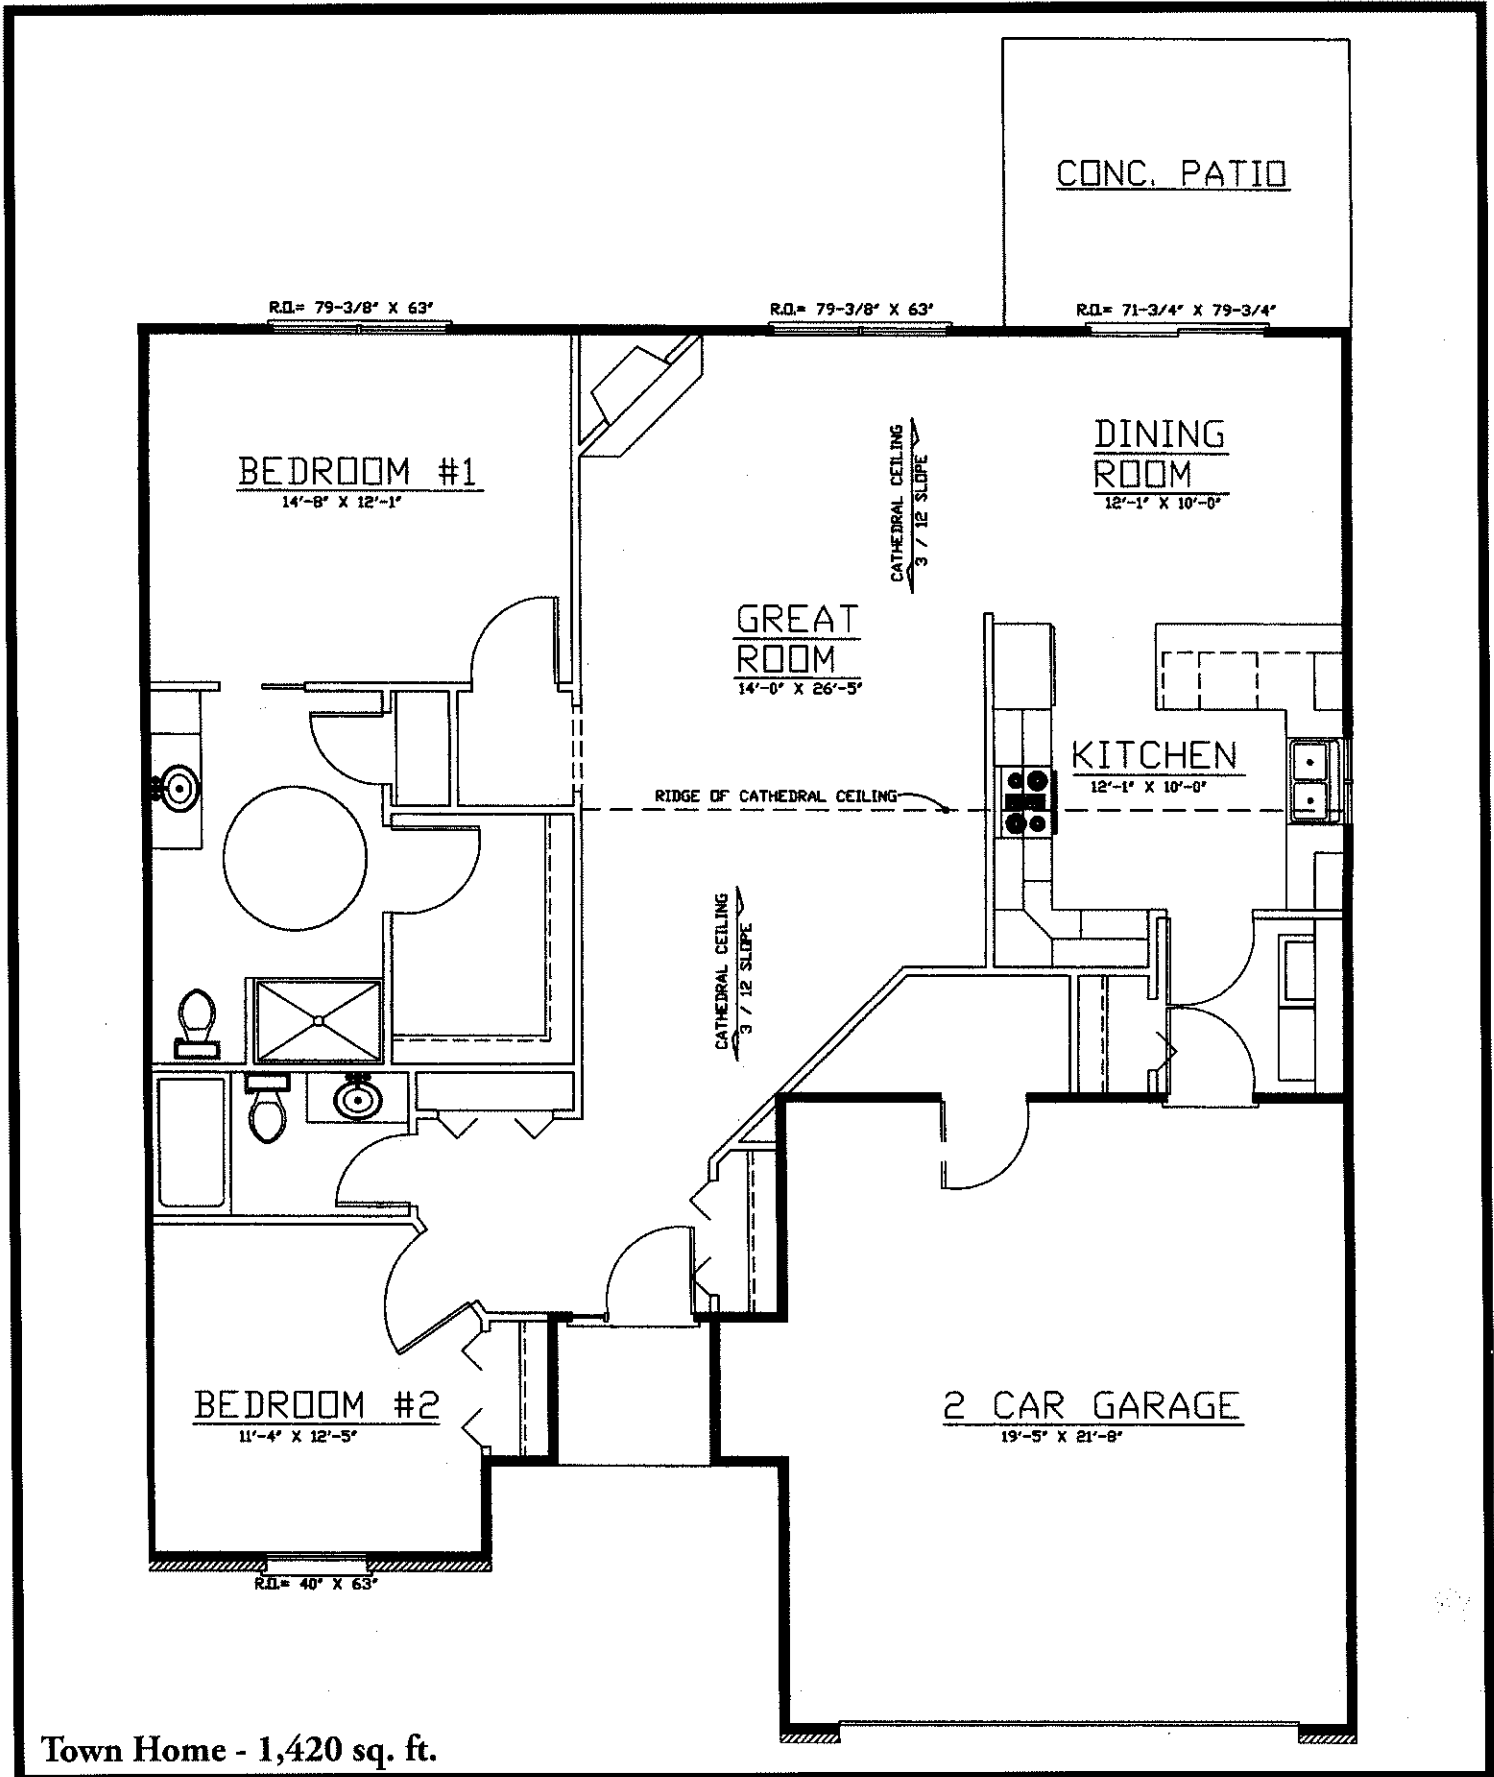 CONC. PATIO
R.O.= 79-3/8" X 63"
R.O.= 79-3/8" X 63"
R.O.= 71-3/4" X 79-3/4"
BEDROOM #1
14'-8" X 12'-1"
CATHEDRAL CEILING
3 / 12 SLOPE
DINING
ROOM
12'-1" X 10'-0"
GREAT
ROOM
14'-0" X 26'-5"
KITCHEN
12'-1" X 10'-0"
RIDGE OF CATHEDRAL CEILING
CATHEDRAL CEILING
3 / 12 SLOPE
BEDROOM #2
11'-4" X 12'-5"
2 CAR GARAGE
19'-5" X 21'-8"
R.O.= 40" X 63"
Town Home - 1,420 sq. ft.